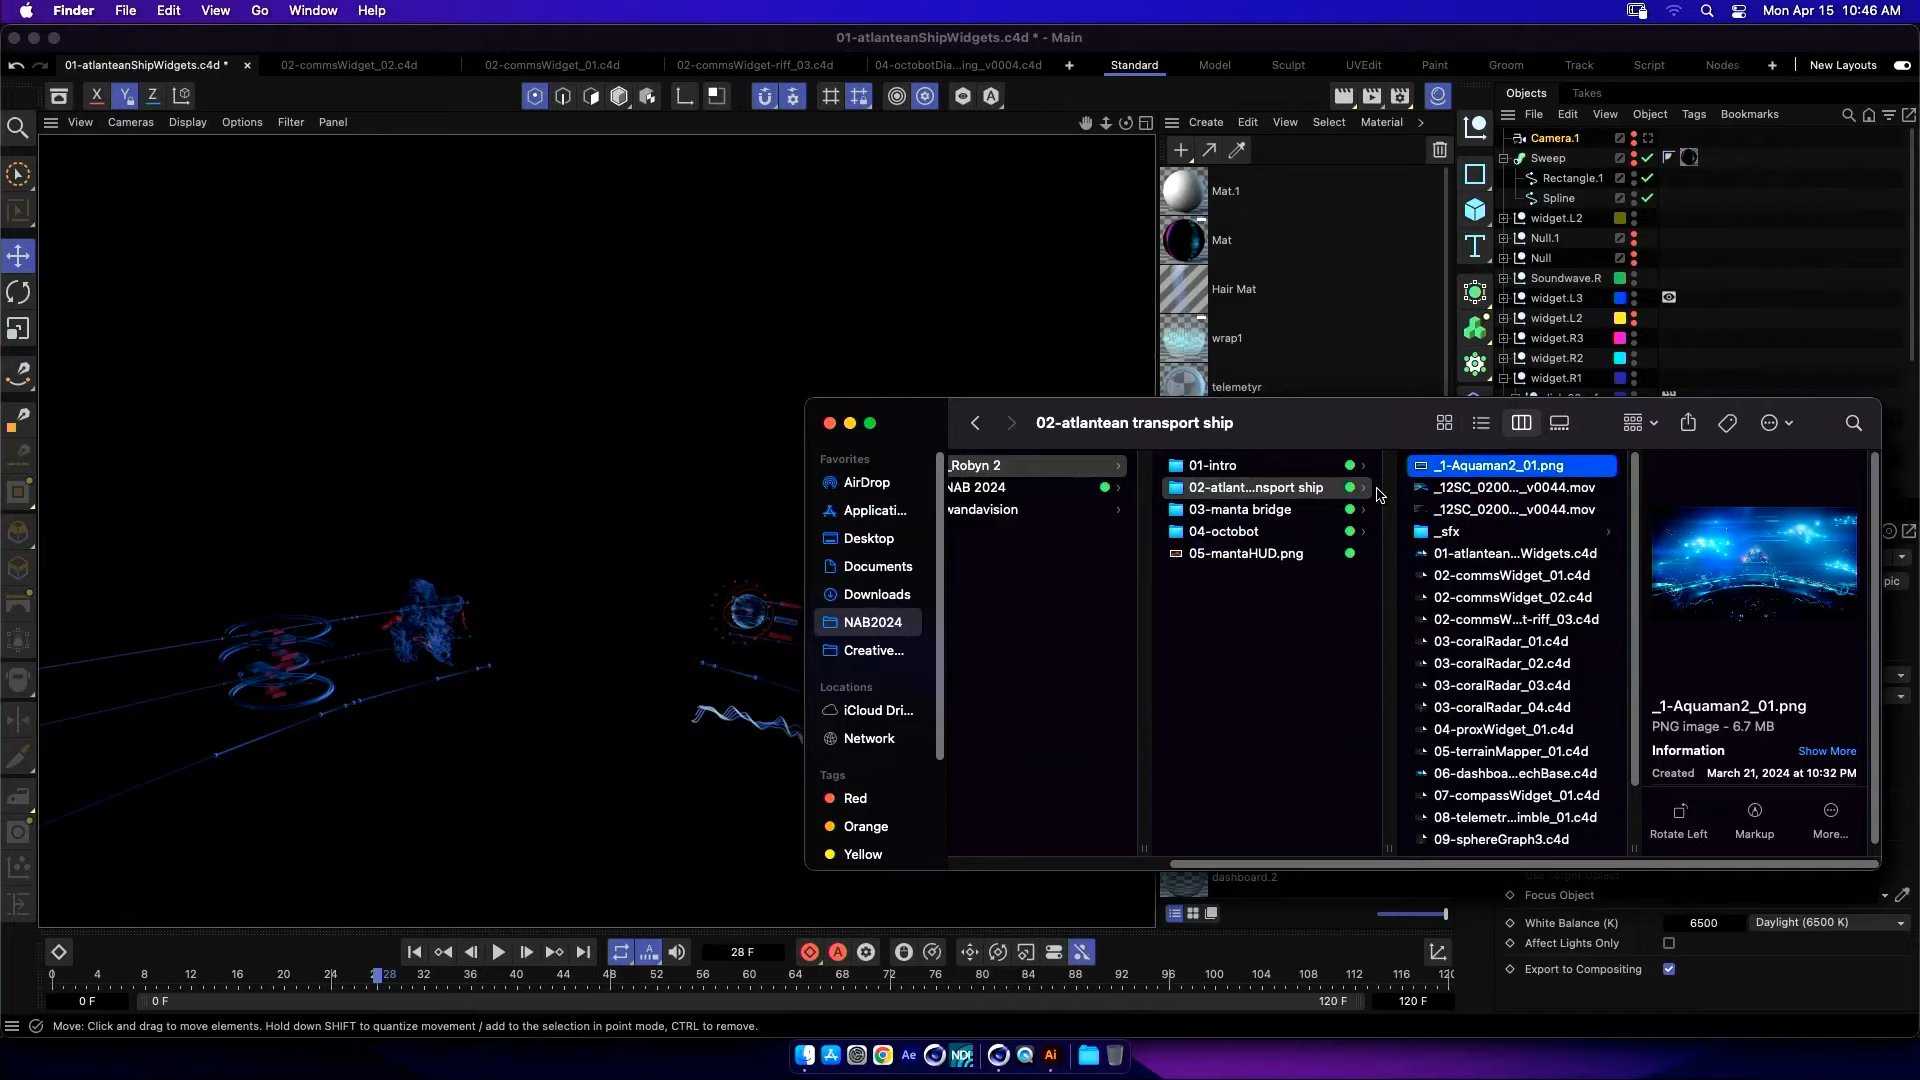 Finder File Edit View Go Window Help
Mon Apr 15 10:46 AM
01-atlanteanShipWidgets.c4d * - Main
01-atlanteanShipWidgets.c4d * 02-commsWidget_02.c4d 02-commsWidget_01.c4d 02-commsWidget-riff_03.c4d 04-octobotDia...ing_v0004.c4d
Standard Model Sculpt UVEdit Paint Groom Track Script Nodes New Layouts
X Y Z
Objects Takes
View Cameras Display Options Filter Panel
Create Edit View Select Material
File Edit View Object Tags Bookmarks
Mat.1
Mat
Hair Mat
wrap1
telemetyr
Camera.1
Sweep
Rectangle.1
Spline
widget.L2
Null.1
Null
Soundwave.R
widget.L3
widget.L2
widget.R3
widget.R2
widget.R1
02-atlantean transport ship
Favorites
AirDrop
Applicati...
Desktop
Documents
Downloads
NAB2024
Creative...
Locations
iCloud Dri...
Network
Tags
Red
Orange
Yellow
_Robyn 2
NAB 2024
wandavision
01-intro
02-atlant...nsport ship
03-manta bridge
04-octobot
05-mantaHUD.png
_1-Aquaman2_01.png
_12SC_0200..._v0044.mov
_12SC_0200..._v0044.mov
_sfx
01-atlantean...Widgets.c4d
02-commsWidget_01.c4d
02-commsWidget_02.c4d
02-commsW...t-riff_03.c4d
03-coralRadar_01.c4d
03-coralRadar_02.c4d
03-coralRadar_03.c4d
03-coralRadar_04.c4d
04-proxWidget_01.c4d
05-terrainMapper_01.c4d
06-dashboa...echBase.c4d
07-compassWidget_01.c4d
08-telemetr...imble_01.c4d
09-sphereGraph3.c4d
_1-Aquaman2_01.png
PNG image - 6.7 MB
Information Show More
Created March 21, 2024 at 10:32 PM
Rotate Left Markup More...
pic
dashboard.2
Focus Object
White Balance (K) 6500 Daylight (6500 K)
Affect Lights Only
Export to Compositing
28 F
0 4 8 12 16 20 24 28 32 36 40 44 48 52 56 60 64 68 72 76 80 84 88 92 96 100 104 108 112 116 120
0 F 0 F 120 F 120 F
Move: Click and drag to move elements. Hold down SHIFT to quantize movement / add to the selection in point mode, CTRL to remove.
Ae NDI Ai